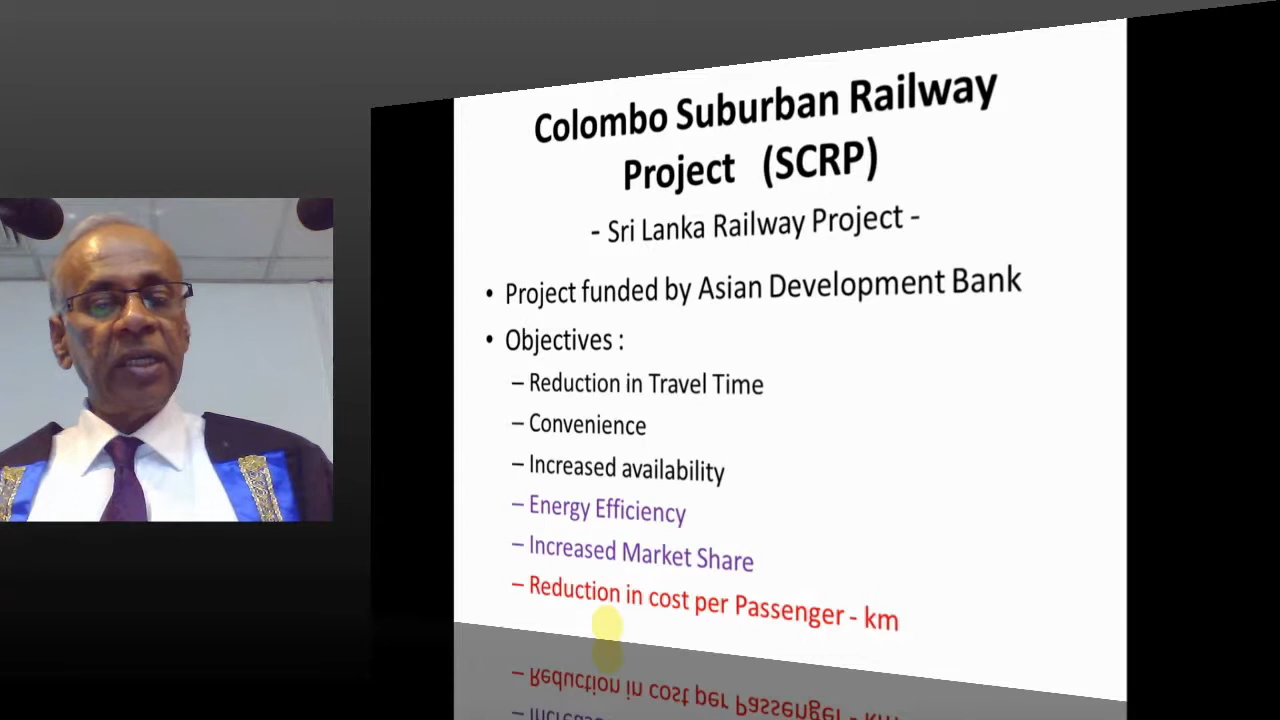 Colombo Suburban Railway
Project (SCRP)
- Sri Lanka Railway Project -
• Project funded by Asian Development Bank
• Objectives :
– Reduction in Travel Time
– Convenience
– Increased availability
– Energy Efficiency
– Increased Market Share
– Reduction in cost per Passenger - km